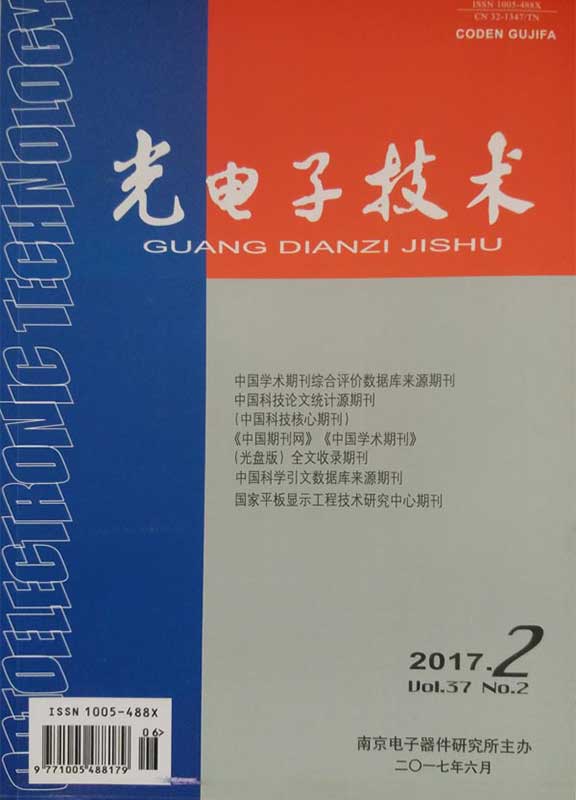 ISSN 1005-488X
CN 32-1347/TN
CODEN GUJIFA
OPTOELECTRONIC TECHNOLOGY
光电子技术
GUANG DIANZI JISHU
中国学术期刊综合评价数据库来源期刊
中国科技论文统计源期刊
(中国科技核心期刊)
《中国期刊网》《中国学术期刊》
(光盘版) 全文收录期刊
中国科学引文数据库来源期刊
国家平板显示工程技术研究中心期刊
2017.2
Vol.37 No.2
ISSN 1005-488X
06>
9 771005 488179
南京电子器件研究所主办
二〇一七年六月